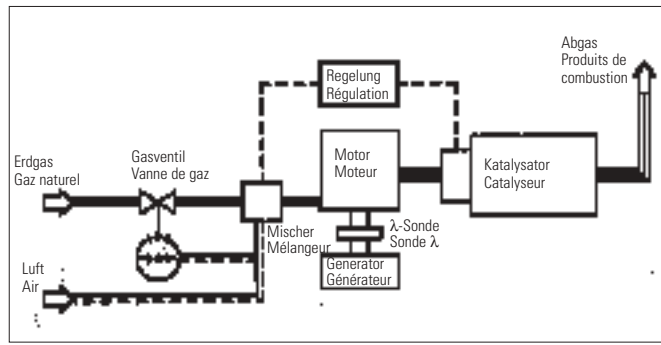 Abgas
Produits de
combustion
Regelung
Régulation
Erdgas
Gaz naturel
Gasventil
Vanne de gaz
Motor
Moteur
Katalysator
Catalyseur
Mischer
Mélangeur
λ-Sonde
Sonde λ
Luft
Air
Generator
Générateur